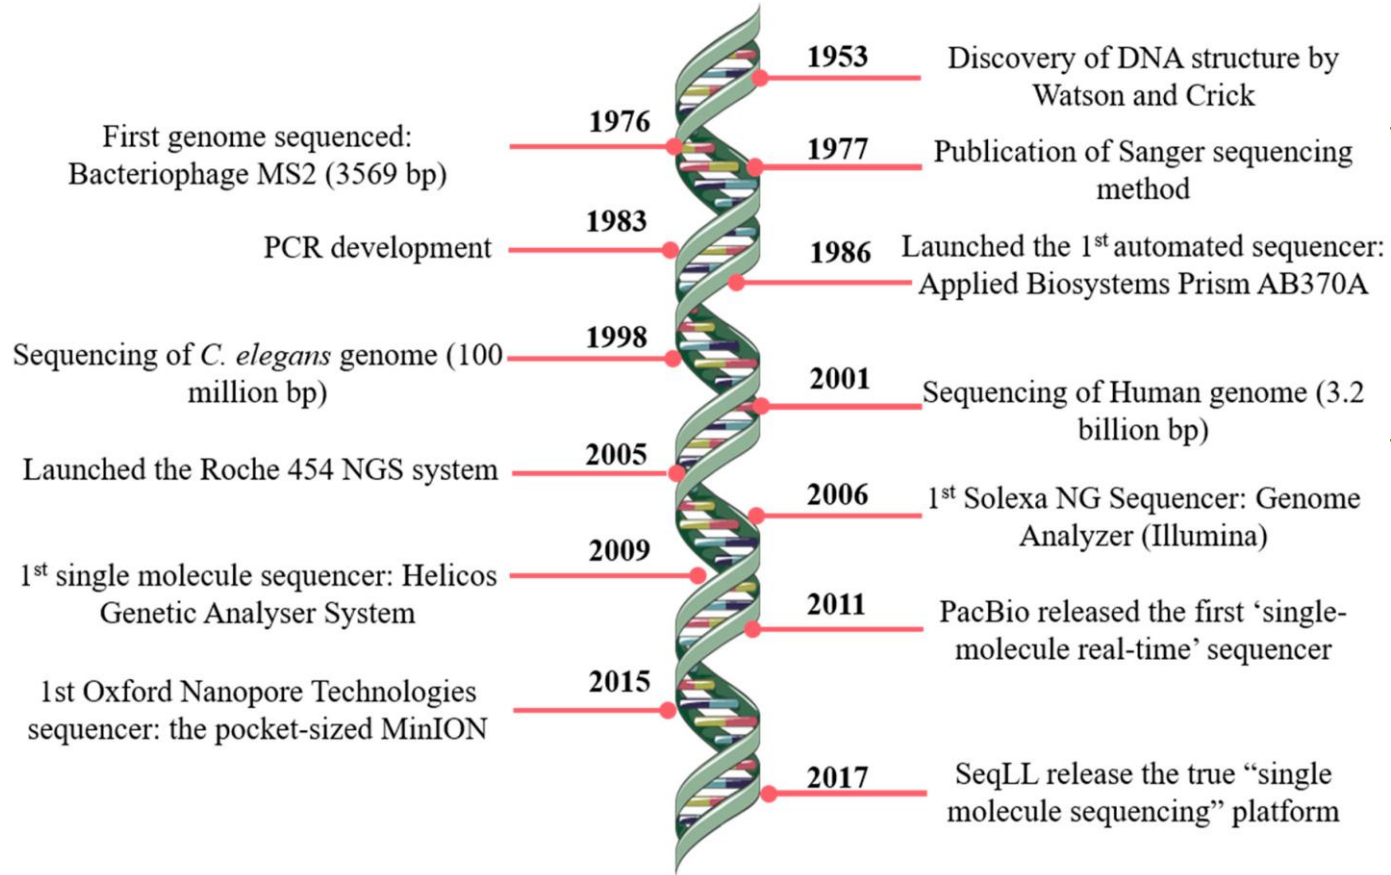 1953
Discovery of DNA structure by
Watson and Crick
1976
First genome sequenced:
Bacteriophage MS2 (3569 bp)
1977
Publication of Sanger sequencing
method
1983
PCR development
1986
Launched the 1st automated sequencer:
Applied Biosystems Prism AB370A
1998
Sequencing of C. elegans genome (100
million bp)
2001
Sequencing of Human genome (3.2
billion bp)
2005
Launched the Roche 454 NGS system
2006
1st Solexa NG Sequencer: Genome
Analyzer (Illumina)
2009
1st single molecule sequencer: Helicos
Genetic Analyser System
2011
PacBio released the first ‘single-
molecule real-time’ sequencer
2015
1st Oxford Nanopore Technologies
sequencer: the pocket-sized MinION
2017
SeqLL release the true “single
molecule sequencing” platform